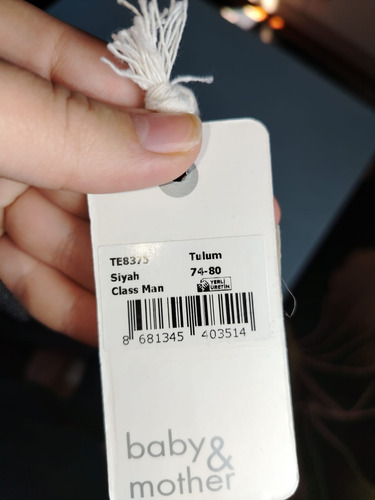 TE8375 Tulum
Siyah 74-80
Class Man YERLİ ÜRETİM
8 681345 403514
baby &
mother